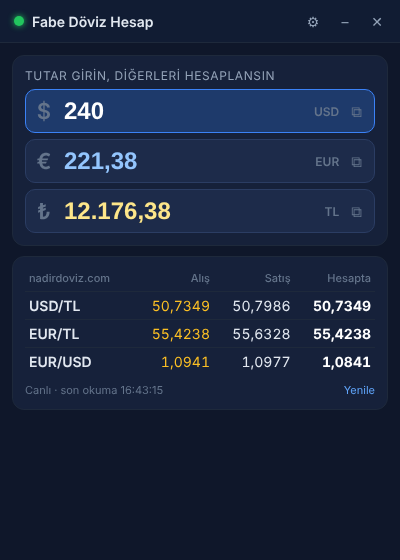 Fabe Döviz Hesap
TUTAR GİRİN, DİĞERLERİ HESAPLANSIN
$ 240 USD
€ 221,38 EUR
₺ 12.176,38 TL
nadirdoviz.com Alış Satış Hesapta
USD/TL 50,7349 50,7986 50,7349
EUR/TL 55,4238 55,6328 55,4238
EUR/USD 1,0941 1,0977 1,0841
Canlı · son okuma 16:43:15 Yenile